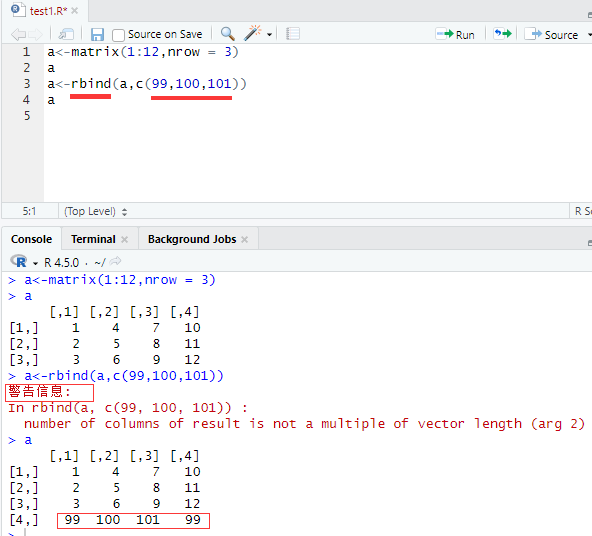 test1.R*
Source on Save
Run
Source
1 a<-matrix(1:12,nrow = 3)
2 a
3 a<-rbind(a,c(99,100,101))
4 a
5
5:1 (Top Level) R S
Console Terminal Background Jobs
R 4.5.0 · ~/
> a<-matrix(1:12,nrow = 3)
> a
     [,1] [,2] [,3] [,4]
[1,]    1    4    7   10
[2,]    2    5    8   11
[3,]    3    6    9   12
> a<-rbind(a,c(99,100,101))
警告信息:
In rbind(a, c(99, 100, 101)) :
  number of columns of result is not a multiple of vector length (arg 2)
> a
     [,1] [,2] [,3] [,4]
[1,]    1    4    7   10
[2,]    2    5    8   11
[3,]    3    6    9   12
[4,]   99  100  101   99
>